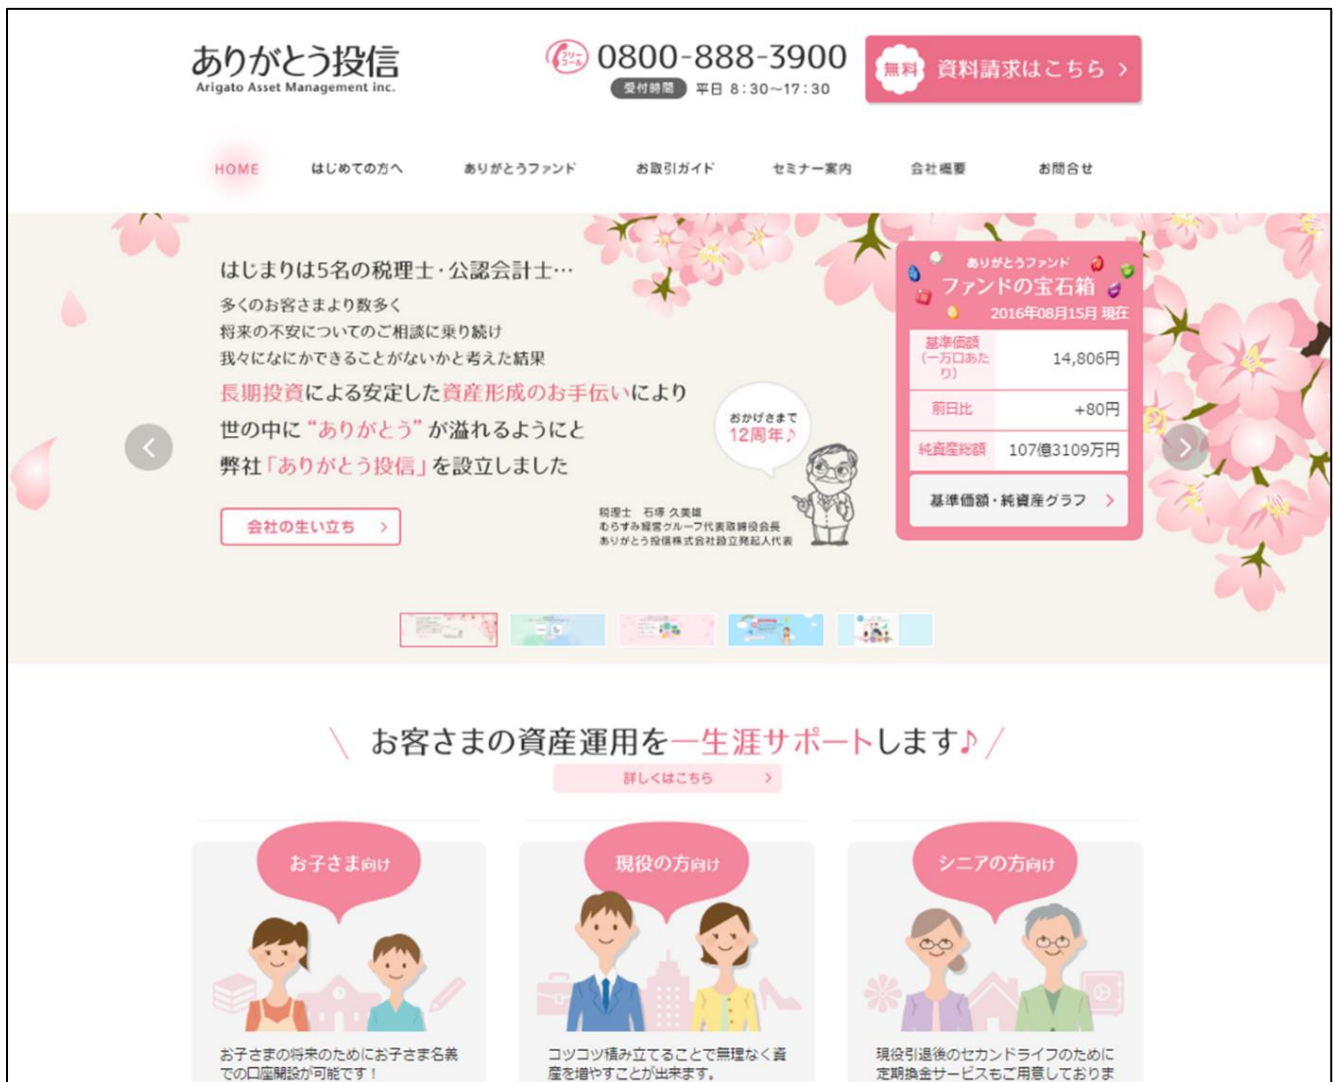 ありがとう投信
Arigato Asset Management inc.
フリーコール 0800-888-3900
受付時間 平日 8:30～17:30
無料 資料請求はこちら
HOME はじめての方へ ありがとうファンド お取引ガイド セミナー案内 会社概要 お問合せ
はじまりは5名の税理士・公認会計士…
多くのお客さまより数多く
将来の不安についてのご相談に乗り続け
我々になにかできることがないかと考えた結果
長期投資による安定した資産形成のお手伝いにより
世の中に“ありがとう”が溢れるようにと
弊社「ありがとう投信」を設立しました
会社の生い立ち
おかげさまで
12周年♪
税理士 石塚 久美雄
むらずみ経営グループ代表取締役会長
ありがとう投信株式会社設立発起人代表
ありがとうファンド
ファンドの宝石箱
2016年08月15月 現在
基準価額
(一万口あた
り)
14,806円
前日比 +80円
純資産総額 107億3109万円
基準価額・純資産グラフ
お客さまの資産運用を一生涯サポートします♪
詳しくはこちら
お子さま向け
お子さまの将来のためにお子さま名義
での口座開設が可能です！
現役の方向け
コツコツ積み立てることで無理なく資
産を増やすことが出来ます。
シニアの方向け
現役引退後のセカンドライフのために
定期換金サービスもご用意しておりま